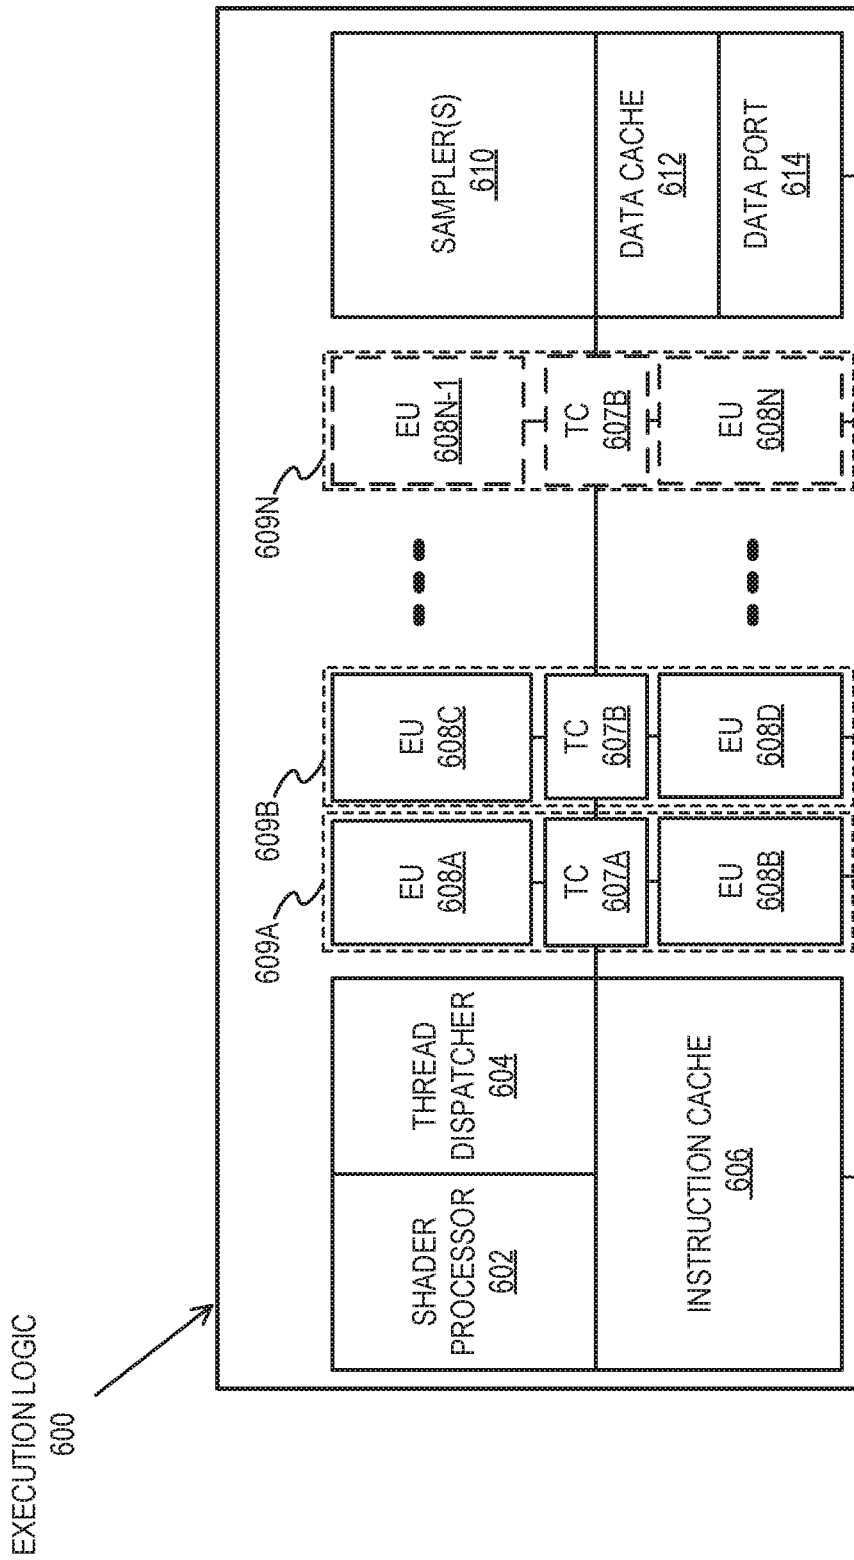 EXECUTION LOGIC
600
609A
609B
609N
SHADER
PROCESSOR
602
THREAD
DISPATCHER
604
INSTRUCTION CACHE
606
EU
608A
TC
607A
EU
608B
EU
608C
TC
607B
EU
608D
EU
608N-1
TC
607B
EU
608N
SAMPLER(S)
610
DATA CACHE
612
DATA PORT
614